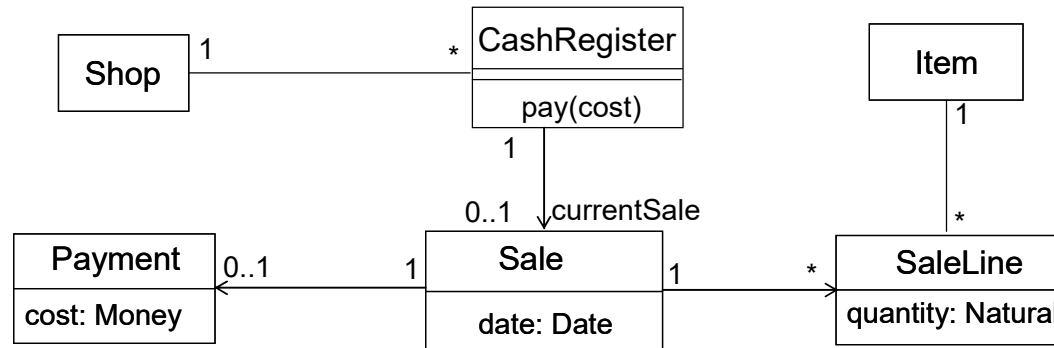 Shop
1
*
CashRegister
pay(cost)
Item
1
1
0..1
currentSale
*
Payment
cost: Money
0..1
1
Sale
date: Date
1
*
SaleLine
quantity: Natural